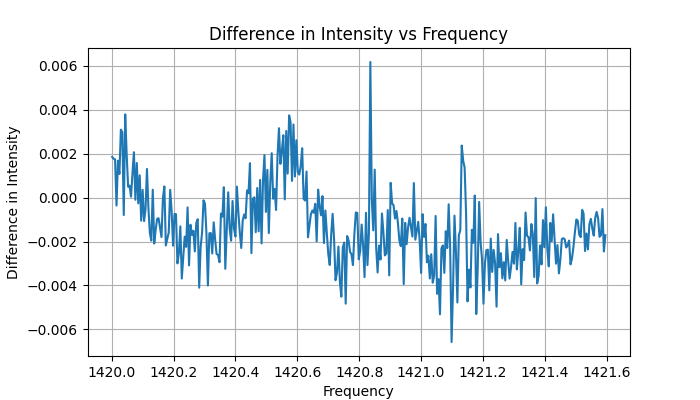 Difference in Intensity vs Frequency
Difference in Intensity
0.006
0.004
0.002
0.000
−0.002
−0.004
−0.006
1420.0 1420.2 1420.4 1420.6 1420.8 1421.0 1421.2 1421.4 1421.6
Frequency